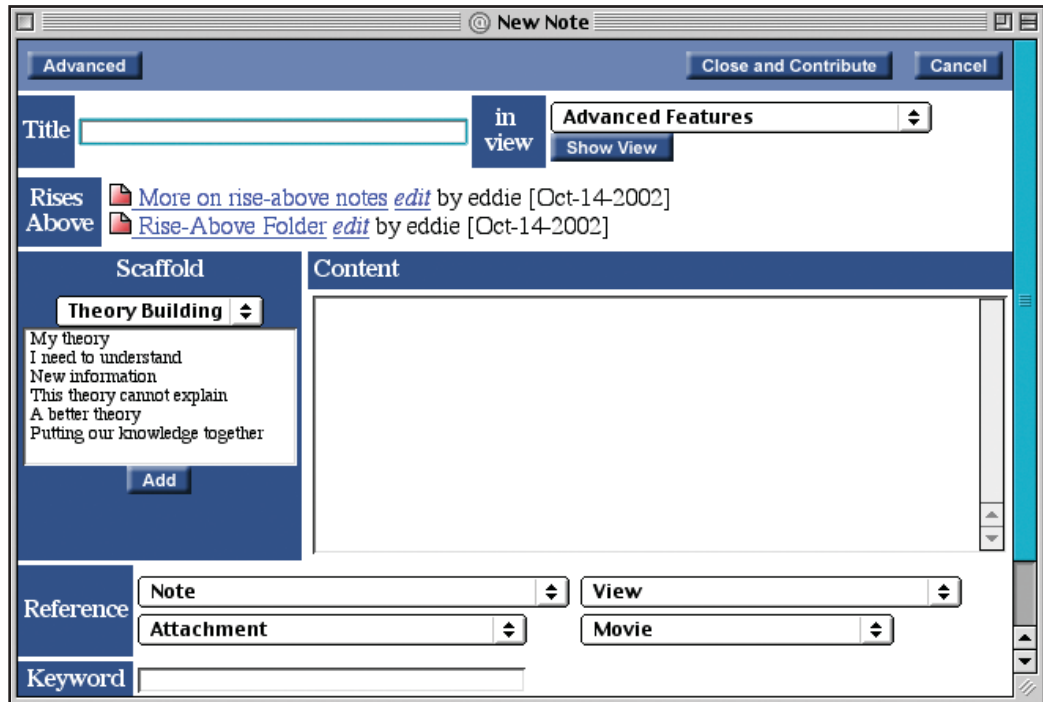 New Note
Advanced Close and Contribute Cancel
Title in view Advanced Features
Show View
Rises Above More on rise-above notes edit by eddie [Oct-14-2002]
Rise-Above Folder edit by eddie [Oct-14-2002]
Scaffold Content
Theory Building
My theory
I need to understand
New information
This theory cannot explain
A better theory
Putting our knowledge together
Add
Reference Note View
Attachment Movie
Keyword